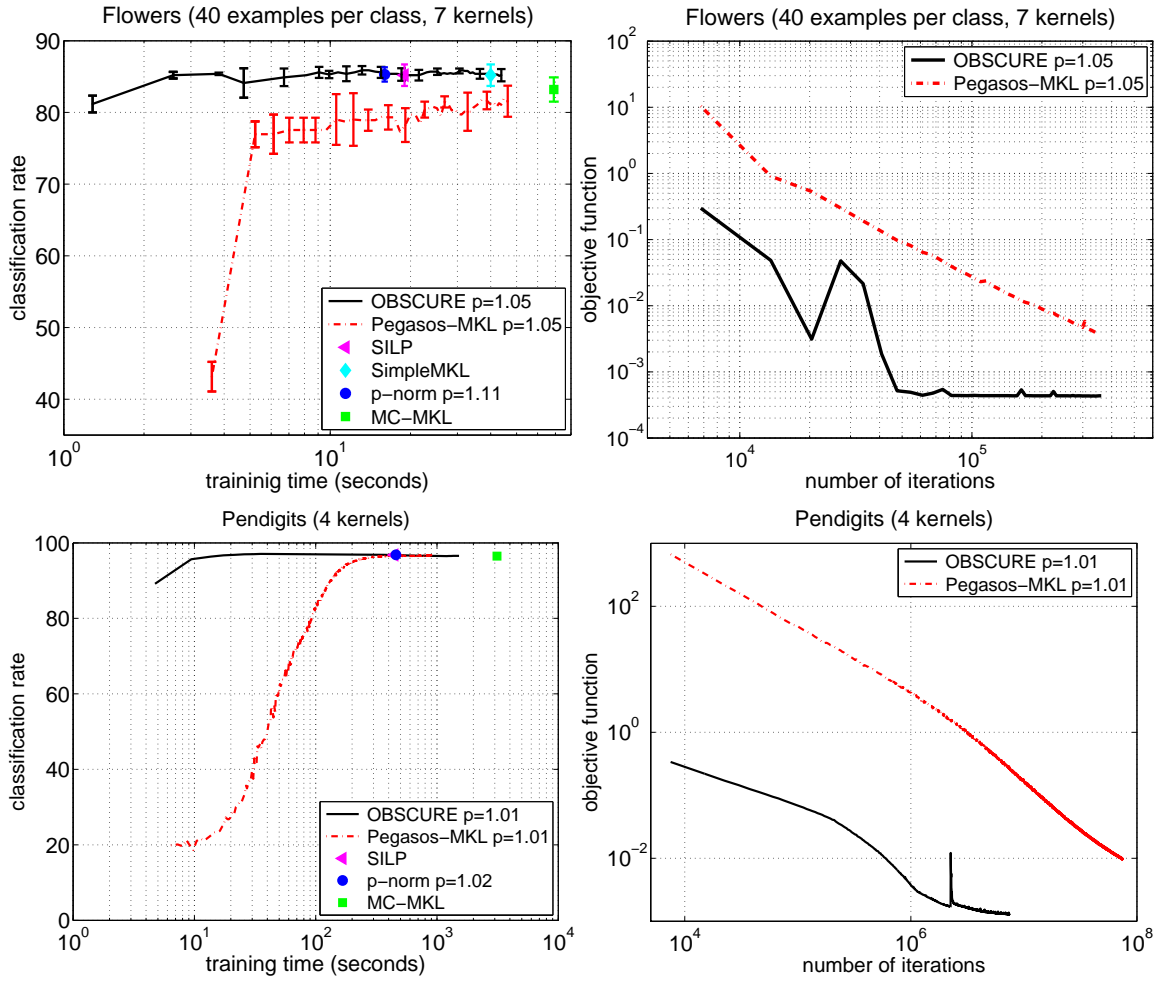 Flowers (40 examples per class, 7 kernels)
90
80
70
60
50
40
classification rate
10^0
10^1
traininig time (seconds)
OBSCURE p=1.05
Pegasos−MKL p=1.05
SILP
SimpleMKL
p−norm p=1.11
MC−MKL
Flowers (40 examples per class, 7 kernels)
10^2
10^1
10^0
10^−1
10^−2
10^−3
10^−4
objective function
10^4
10^5
number of iterations
OBSCURE p=1.05
Pegasos−MKL p=1.05
Pendigits (4 kernels)
100
80
60
40
20
0
classification rate
10^0
10^1
10^2
10^3
10^4
training time (seconds)
OBSCURE p=1.01
Pegasos−MKL p=1.01
SILP
p−norm p=1.02
MC−MKL
Pendigits (4 kernels)
10^2
10^0
10^−2
objective function
10^4
10^6
10^8
number of iterations
OBSCURE p=1.01
Pegasos−MKL p=1.01